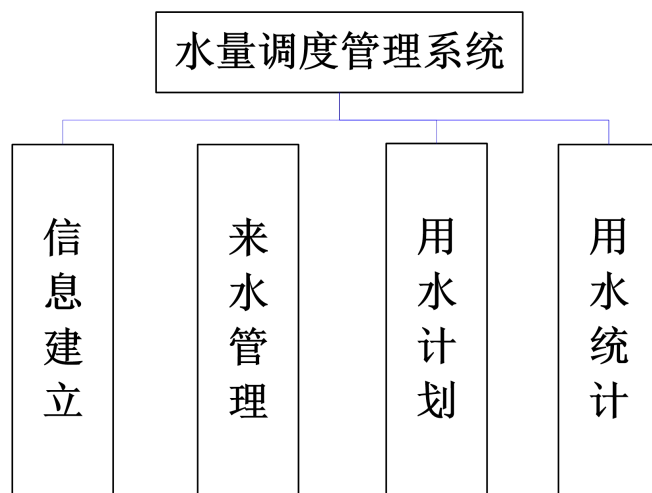 水量调度管理系统
信息建立
来水管理
用水计划
用水统计